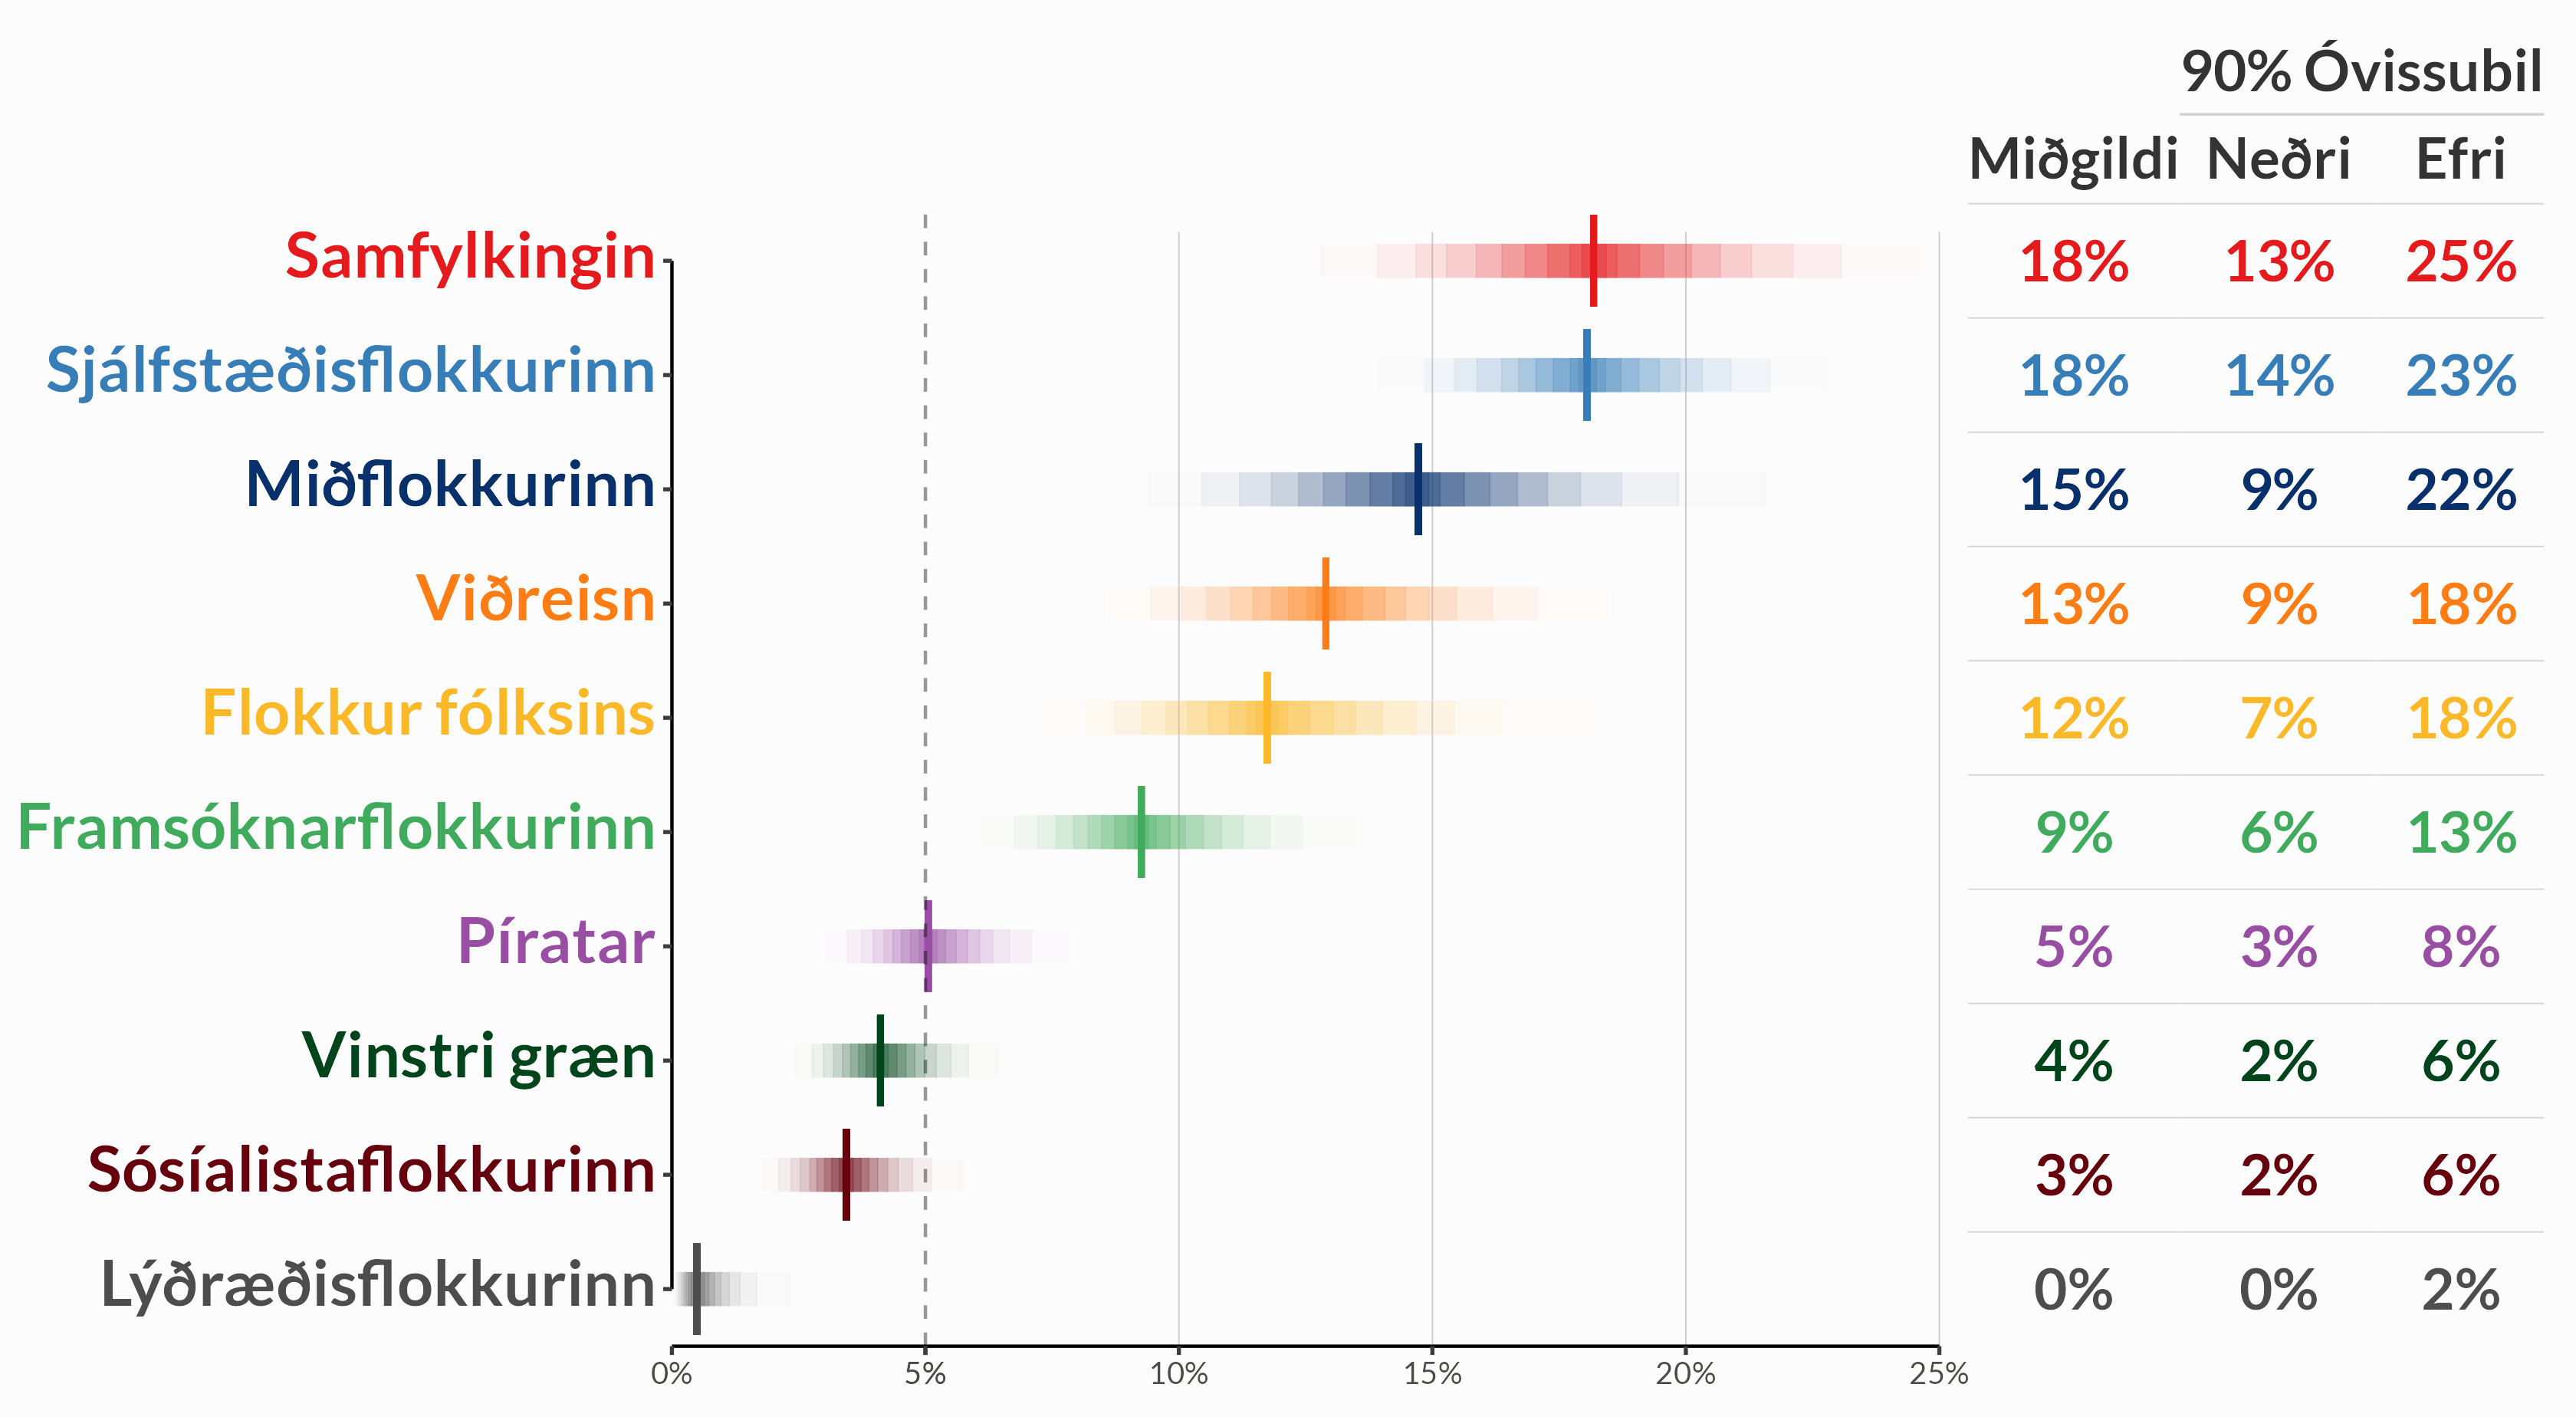 90% Óvissubil
Miðgildi Neðri Efri
Samfylkingin 18% 13% 25%
Sjálfstæðisflokkurinn 18% 14% 23%
Miðflokkurinn 15% 9% 22%
Viðreisn 13% 9% 18%
Flokkur fólksins 12% 7% 18%
Framsóknarflokkurinn 9% 6% 13%
Píratar 5% 3% 8%
Vinstri græn 4% 2% 6%
Sósíalistaflokkurinn 3% 2% 6%
Lýðræðisflokkurinn 0% 0% 2%
0% 5% 10% 15% 20% 25%